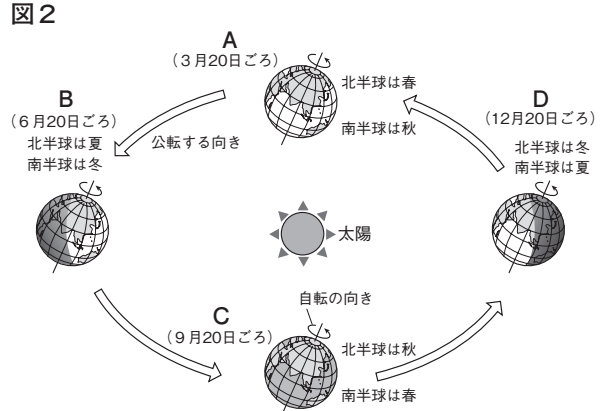 図2
A
(3月20日ごろ)
北半球は春
南半球は秋
B
(6月20日ごろ)
北半球は夏
南半球は冬
公転する向き
D
(12月20日ごろ)
北半球は冬
南半球は夏
太陽
C
(9月20日ごろ)
自転の向き
北半球は秋
南半球は春